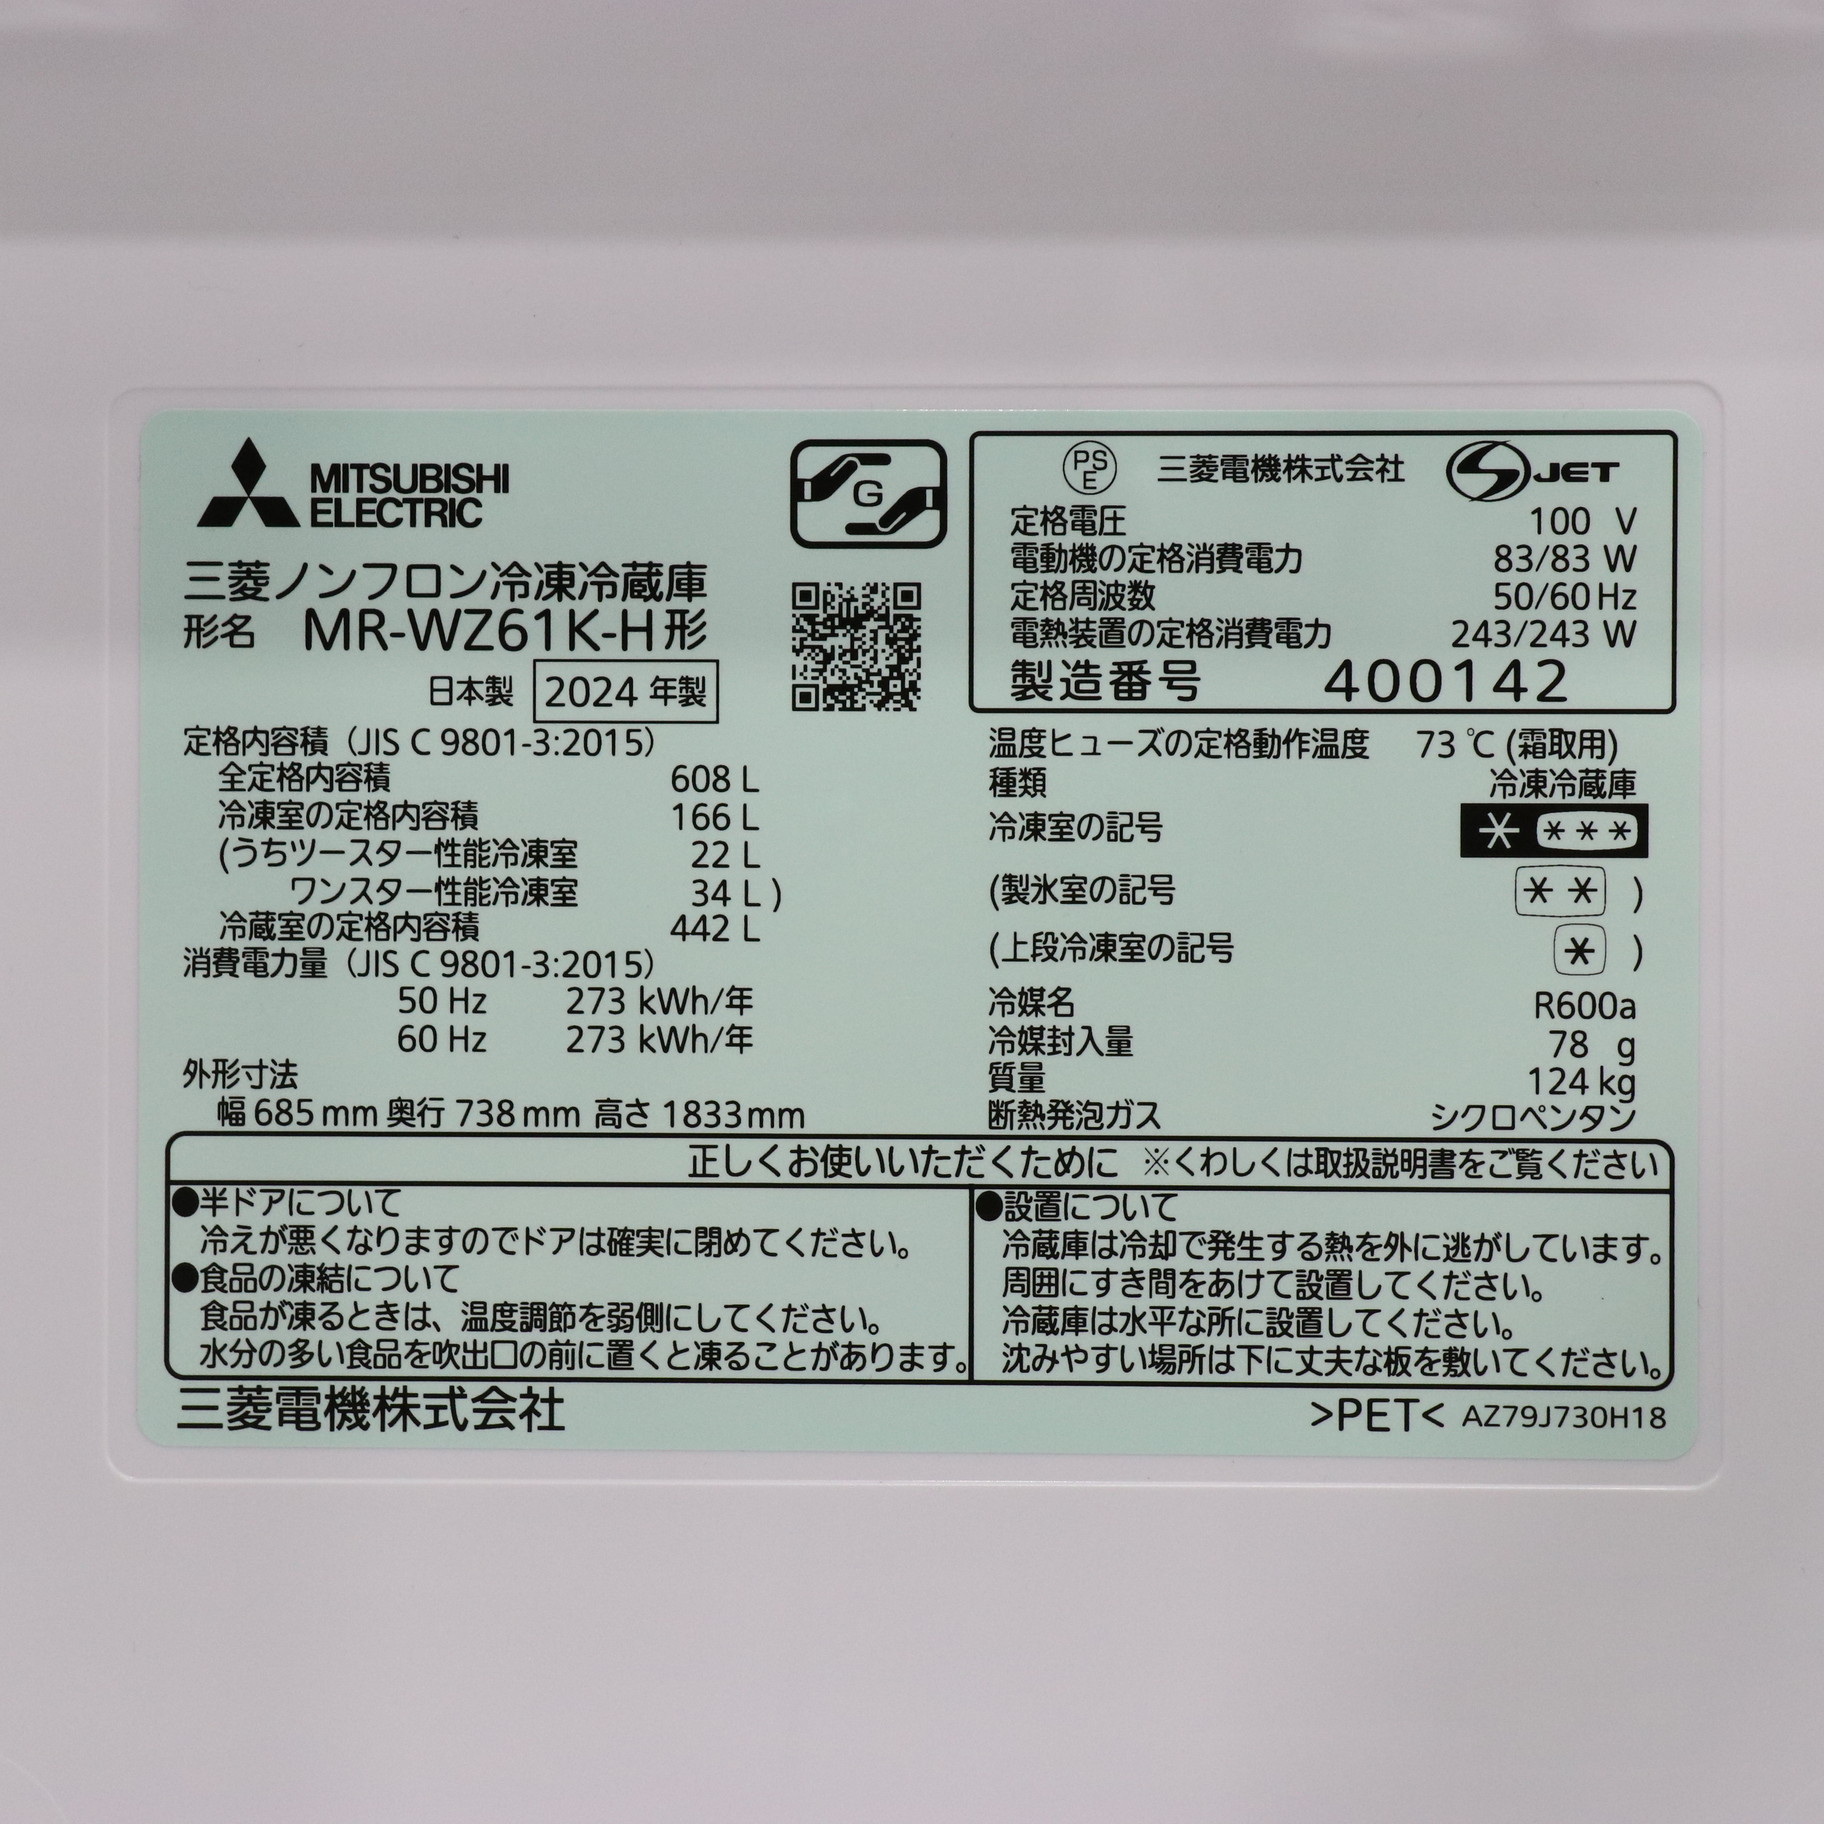 MITSUBISHI
ELECTRIC
G
三菱ノンフロン冷凍冷蔵庫
形名 MR-WZ61K-H形
日本製 2024 年製
定格内容積（JIS C 9801-3:2015）
全定格内容積 608 L
冷凍室の定格内容積 166 L
(うちツースター性能冷凍室 22 L
ワンスター性能冷凍室 34 L )
冷蔵室の定格内容積 442 L
消費電力量（JIS C 9801-3:2015）
50 Hz 273 kWh/年
60 Hz 273 kWh/年
外形寸法
幅 685 mm 奥行 738 mm 高さ 1833 mm
PSE 三菱電機株式会社 S JET
定格電圧 100 V
電動機の定格消費電力 83/83 W
定格周波数 50/60 Hz
電熱装置の定格消費電力 243/243 W
製造番号 400142
温度ヒューズの定格動作温度 73 ℃ (霜取用)
種類 冷凍冷蔵庫
冷凍室の記号 * ***
(製氷室の記号 ** )
(上段冷凍室の記号 * )
冷媒名 R600a
冷媒封入量 78 g
質量 124 kg
断熱発泡ガス シクロペンタン
正しくお使いいただくために ※くわしくは取扱説明書をご覧ください
●半ドアについて
冷えが悪くなりますのでドアは確実に閉めてください。
●食品の凍結について
食品が凍るときは、温度調節を弱側にしてください。
水分の多い食品を吹出口の前に置くと凍ることがあります。
●設置について
冷蔵庫は冷却で発生する熱を外に逃がしています。
周囲にすき間をあけて設置してください。
冷蔵庫は水平な所に設置してください。
沈みやすい場所は下に丈夫な板を敷いてください。
三菱電機株式会社
>PET< AZ79J730H18